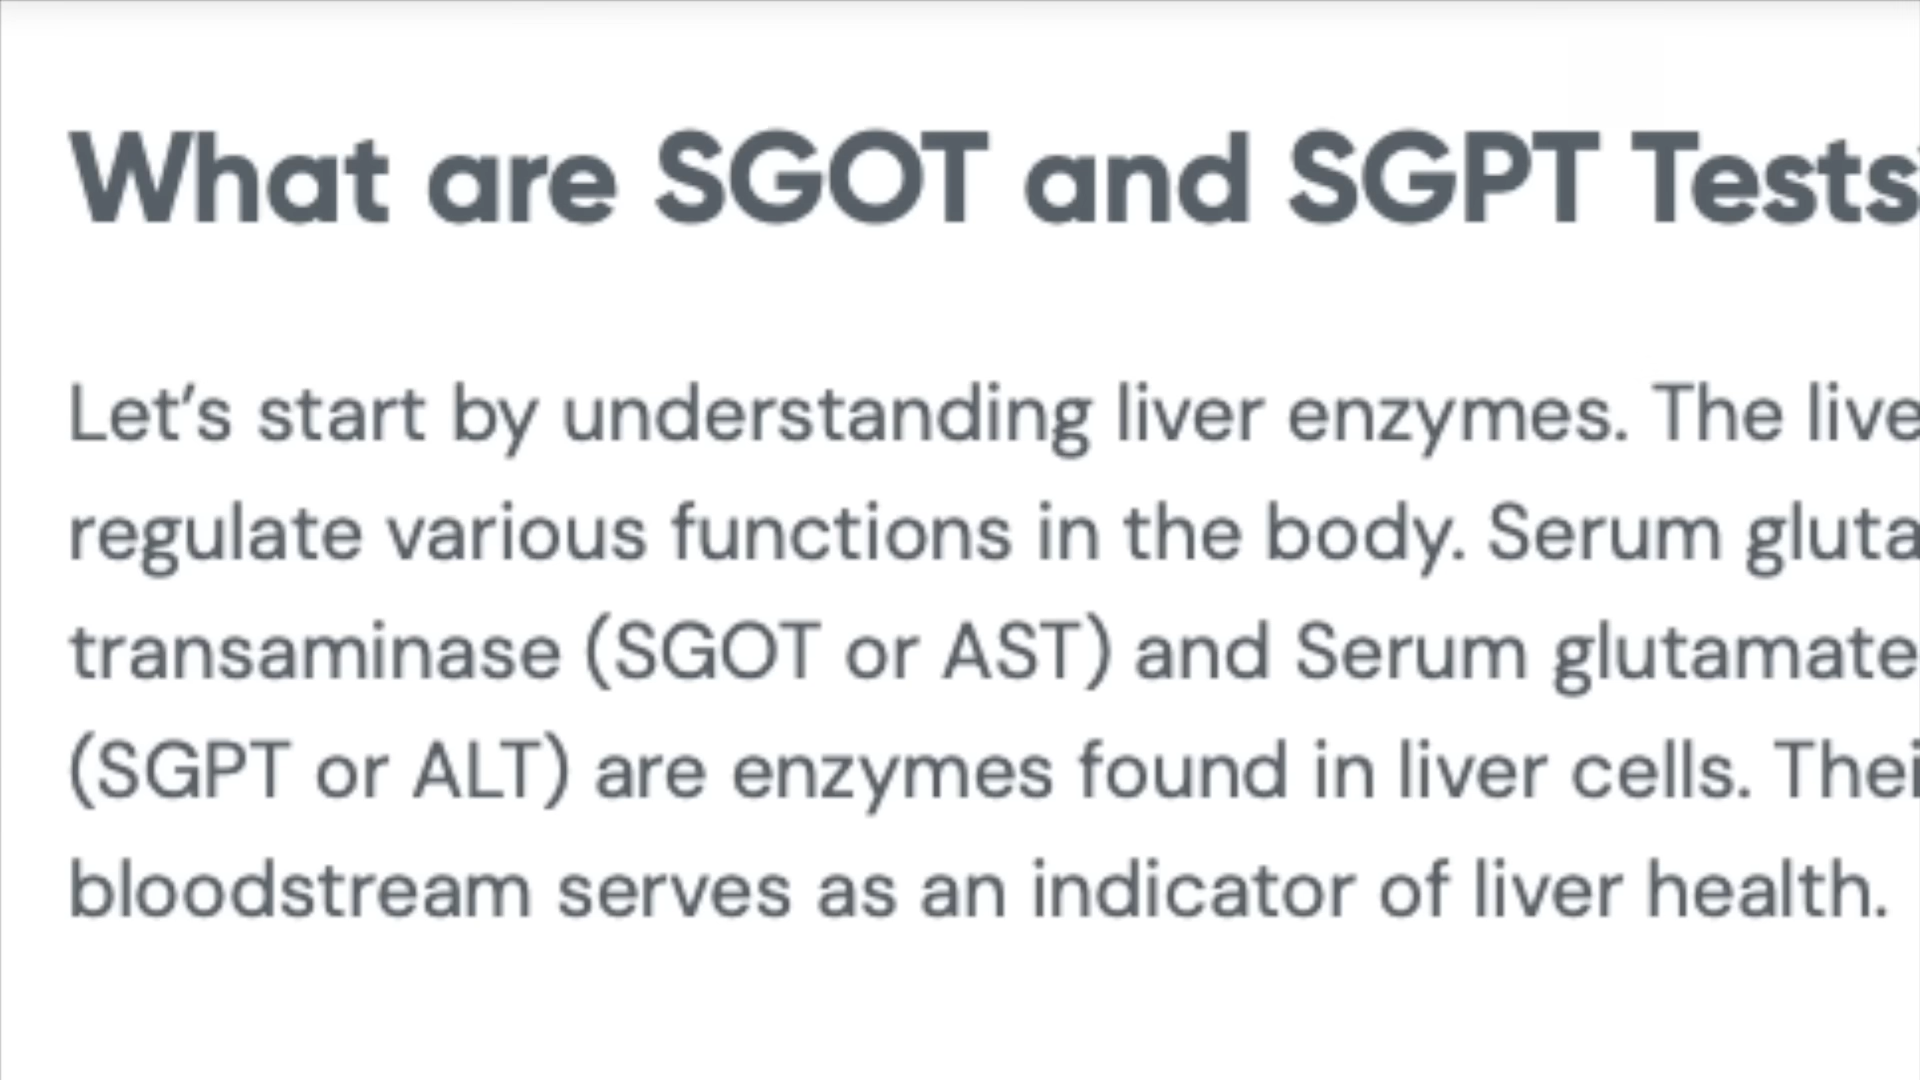 What are SGOT and SGPT Tests
Let’s start by understanding liver enzymes. The live
regulate various functions in the body. Serum gluta
transaminase (SGOT or AST) and Serum glutamate
(SGPT or ALT) are enzymes found in liver cells. Thei
bloodstream serves as an indicator of liver health.